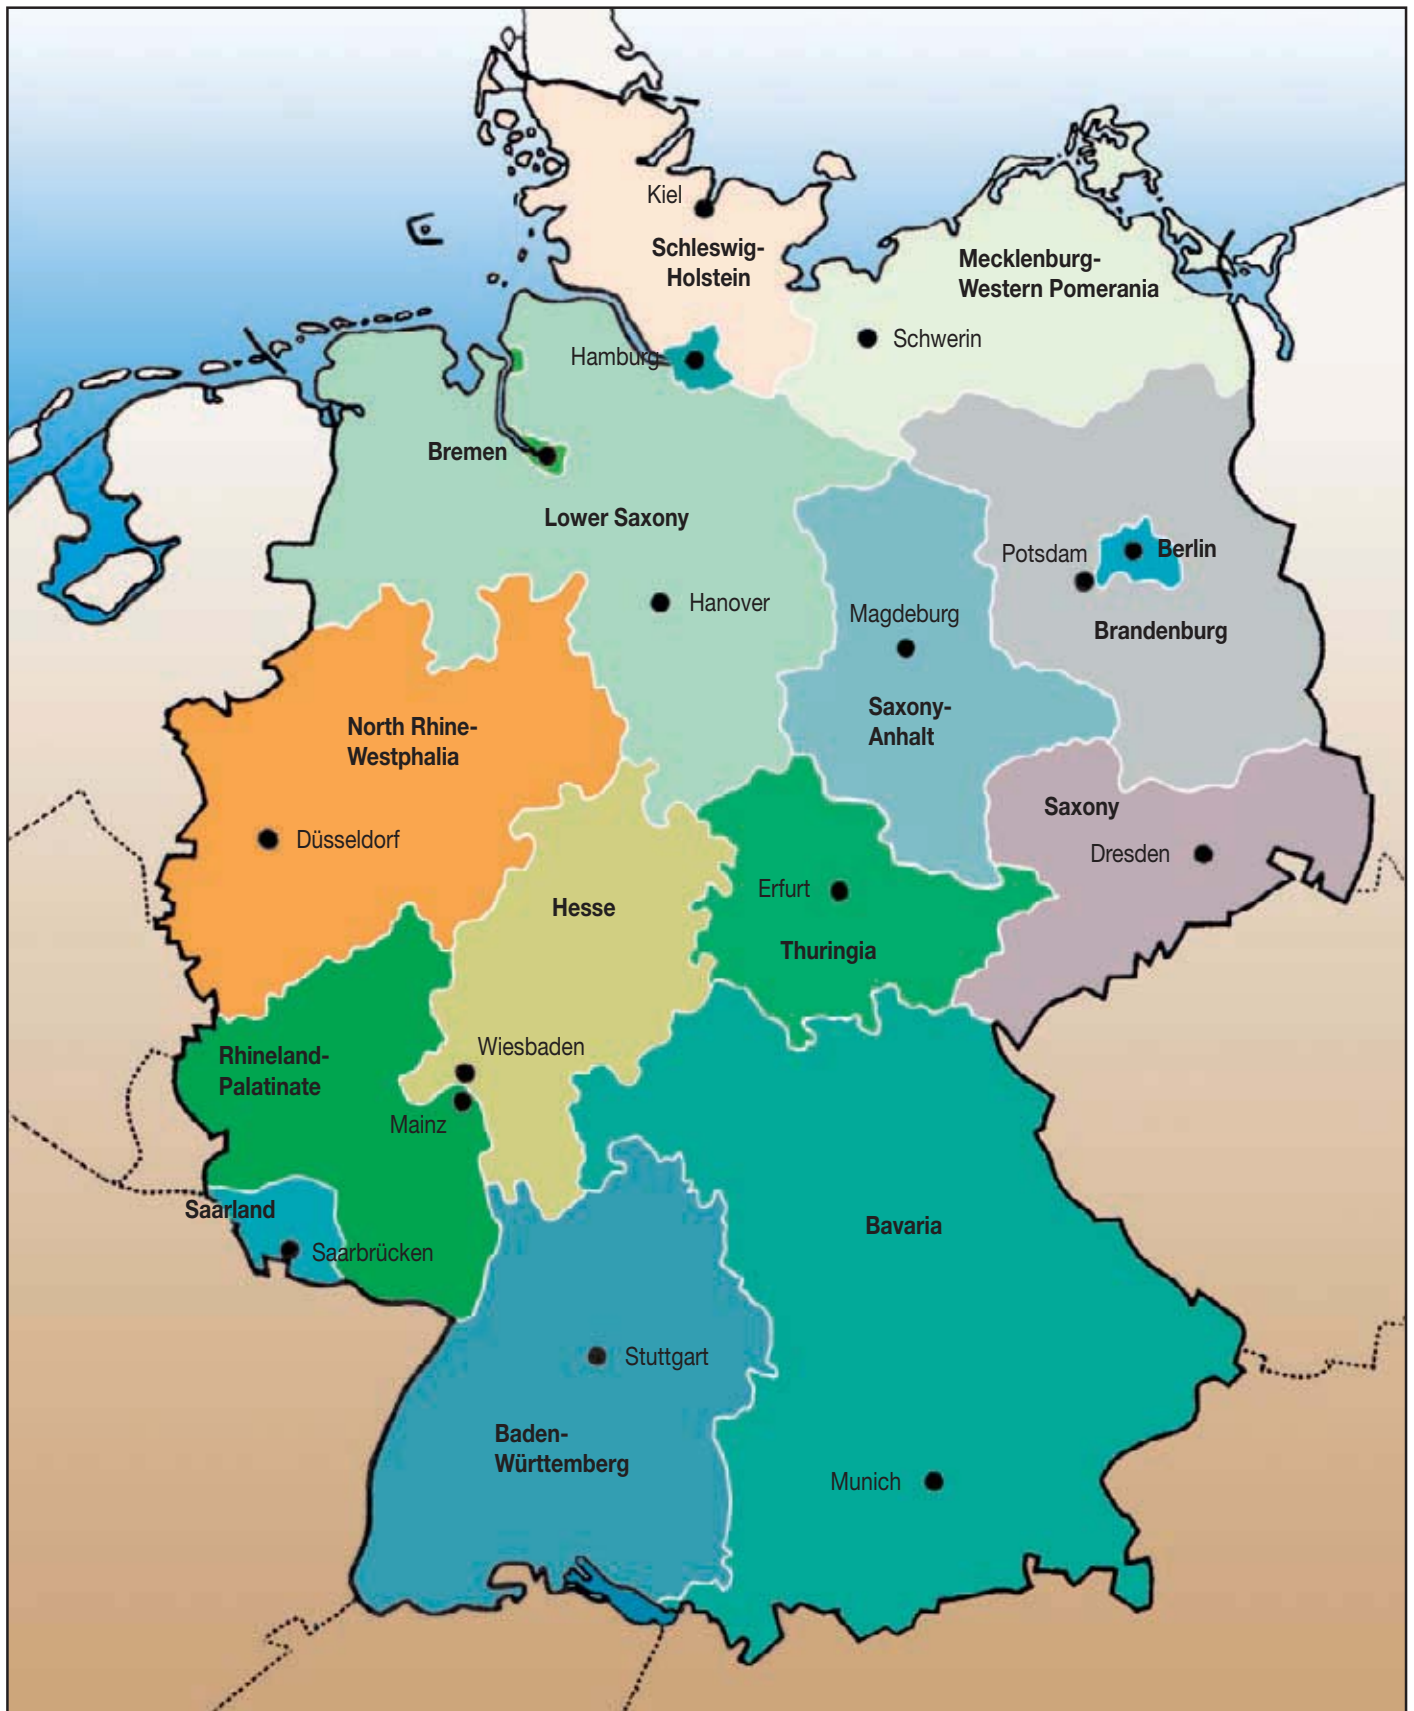 Kiel
Schleswig-
Holstein
Mecklenburg-
Western Pomerania
Schwerin
Hamburg
Bremen
Lower Saxony
Potsdam
Berlin
Hanover
Magdeburg
Brandenburg
Saxony-
Anhalt
North Rhine-
Westphalia
Saxony
Düsseldorf
Dresden
Erfurt
Hesse
Thuringia
Wiesbaden
Rhineland-
Palatinate
Mainz
Saarland
Bavaria
Saarbrücken
Stuttgart
Baden-
Württemberg
Munich